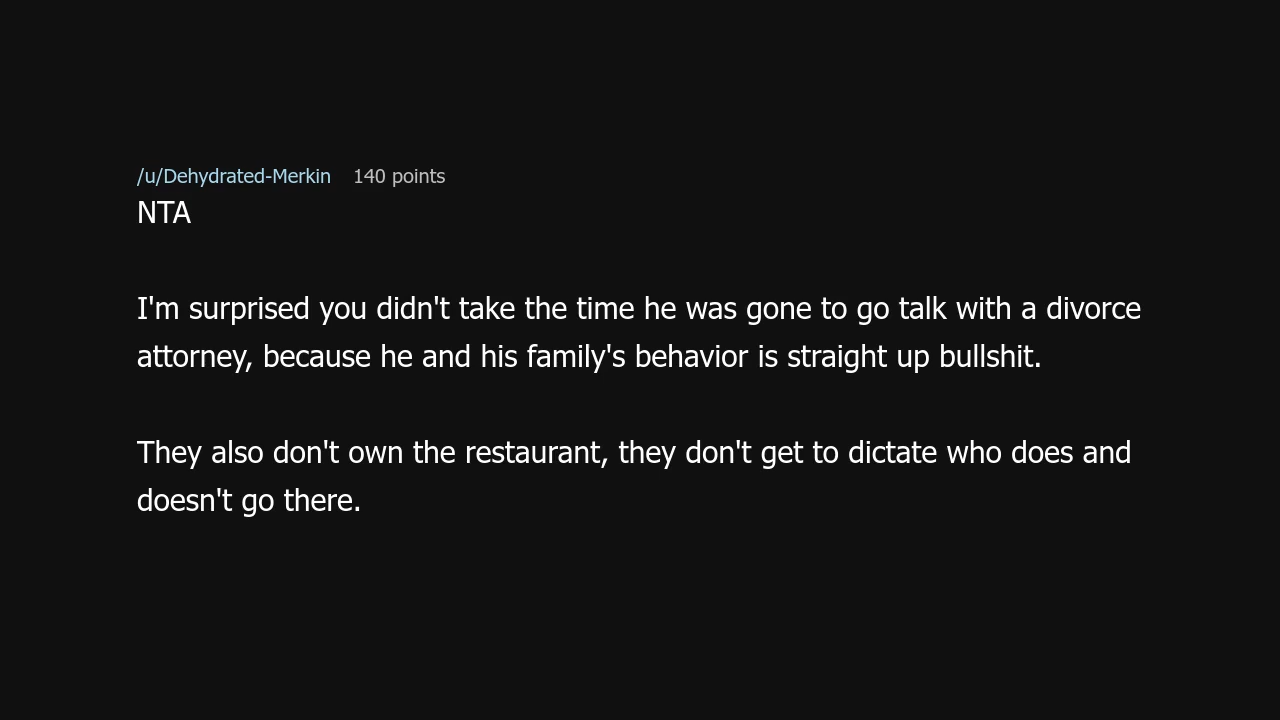 /u/Dehydrated-Merkin 140 points
NTA
I'm surprised you didn't take the time he was gone to go talk with a divorce
attorney, because he and his family's behavior is straight up bullshit.
They also don't own the restaurant, they don't get to dictate who does and
doesn't go there.